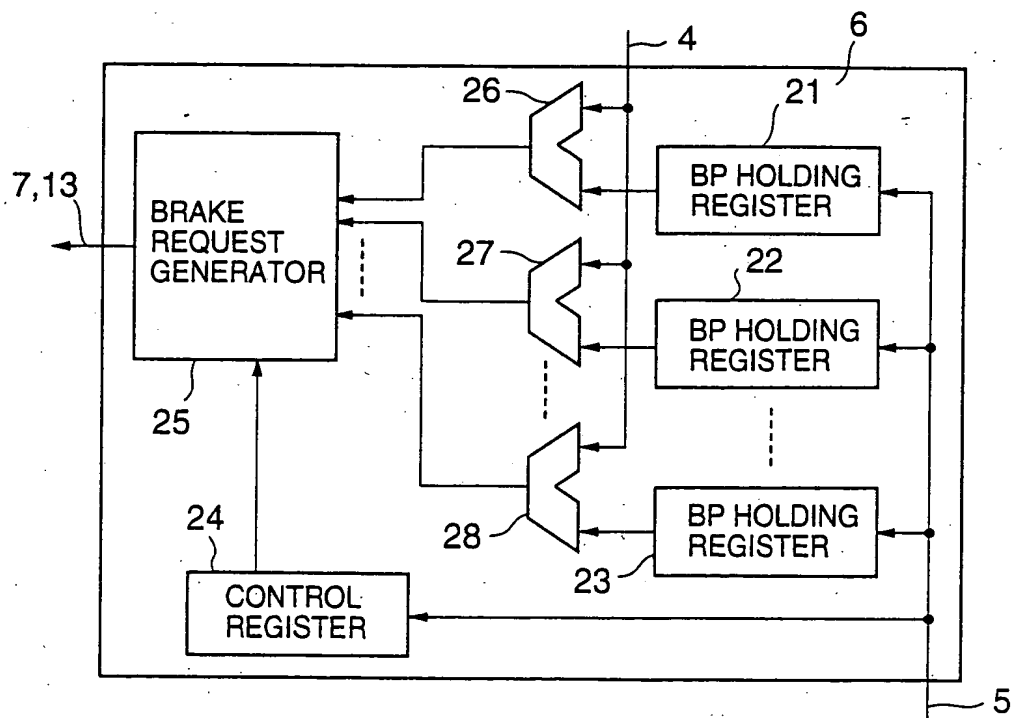 4
6
26
21
BP HOLDING
REGISTER
7,13
BRAKE
REQUEST
GENERATOR
27
22
BP HOLDING
REGISTER
25
24
28
BP HOLDING
REGISTER
23
CONTROL
REGISTER
5